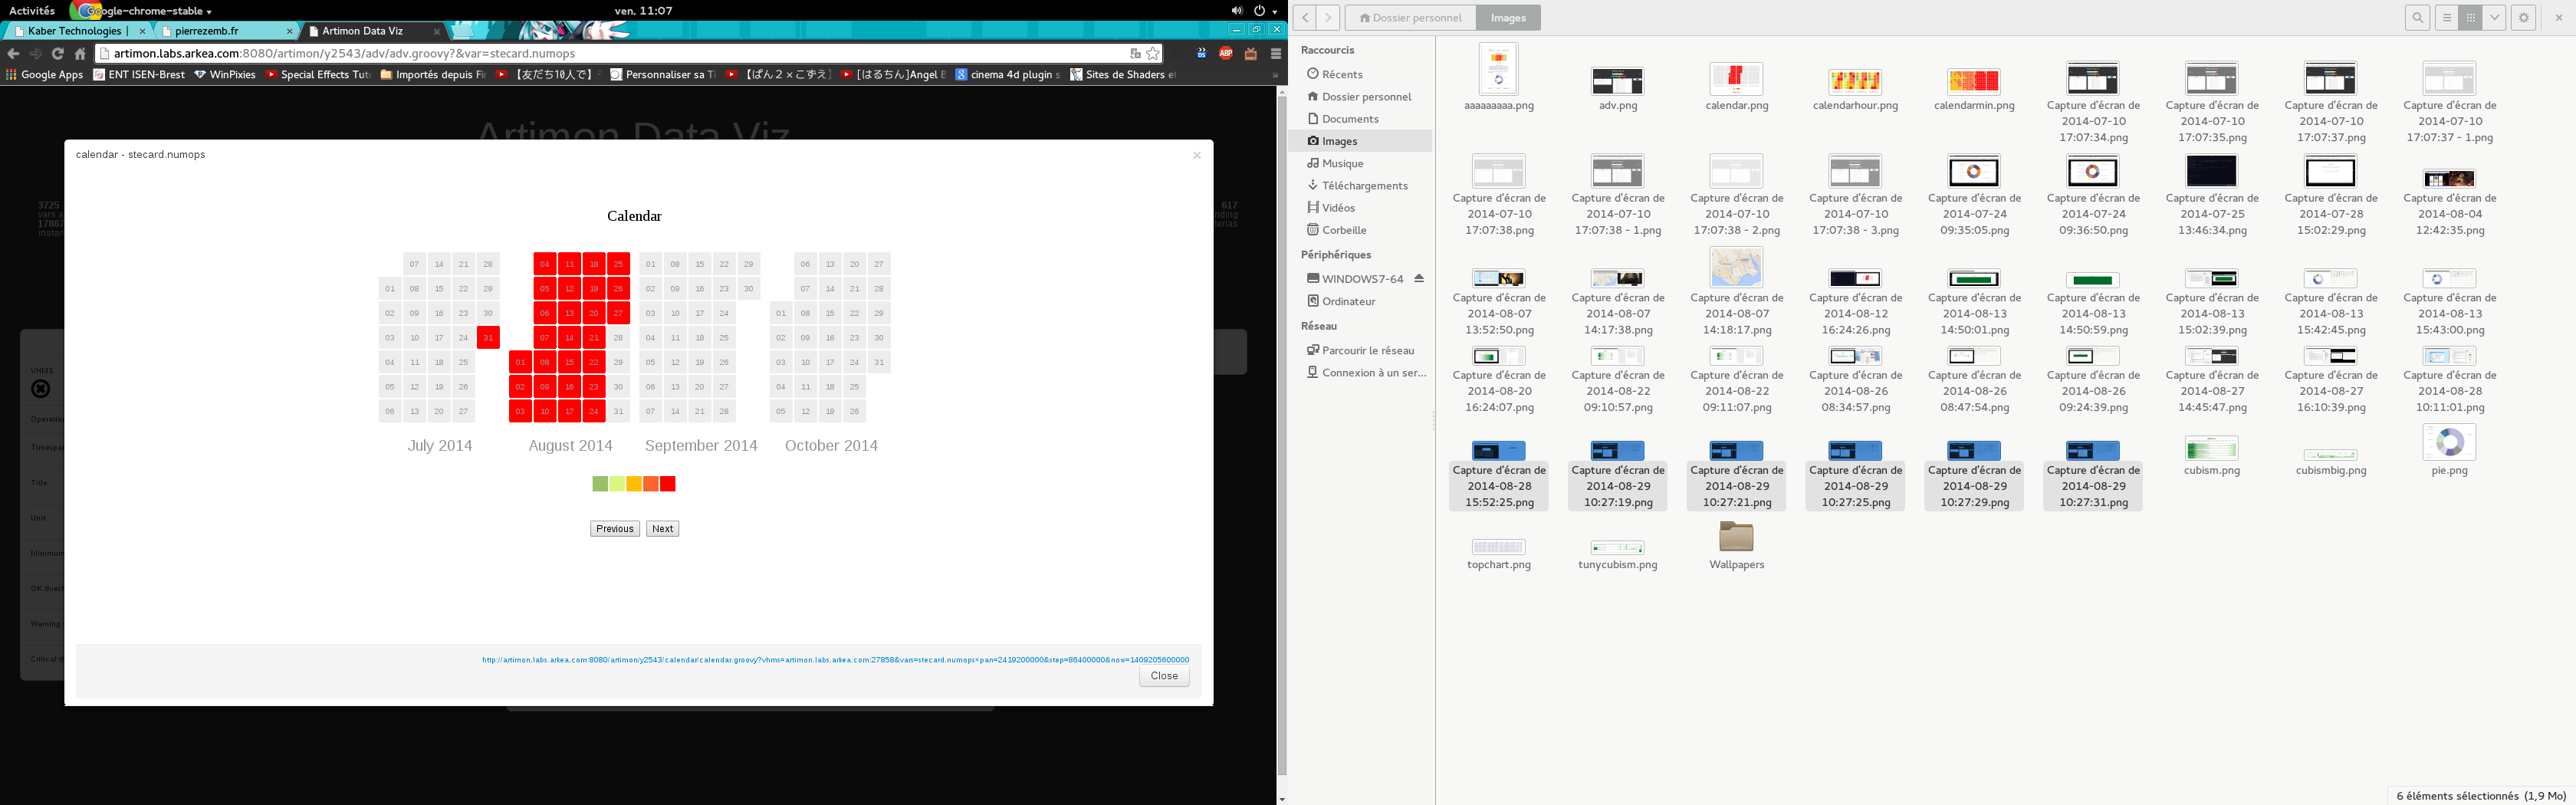 Activités
Google-chrome-stable
ven. 11:07
Kaber Technologies |
pierrezemb.fr
Artimon Data Viz
artimon.labs.arkea.com:8080/artimon/y2543/adv/adv.groovy?&var=stecard.numops
Google Apps
ENT ISEN-Brest
WinPixies
Special Effects Tut
Importés depuis Fi
【友だち10人で】
Personnaliser sa Ti
【ぱん２×こずえ】
[はるちん]Angel B
cinema 4d plugin s
Sites de Shaders et
»
Artimon Data Viz
calendar - stecard.numops
×
3725
vars a
17867
instan
617
nding
terias
Calendar
07 14 21 28
01 08 15 22 29
02 09 16 23 30
03 10 17 24 31
04 11 18 25
05 12 19 26
06 13 20 27
July 2014
04 11 18 25
05 12 19 26
06 13 20 27
07 14 21 28
01 08 15 22 29
02 09 16 23 30
03 10 17 24 31
August 2014
01 08 15 22 29
02 09 16 23 30
03 10 17 24
04 11 18 25
05 12 19 26
06 13 20 27
07 14 21 28
September 2014
06 13 20 27
07 14 21 28
01 08 15 22 29
02 09 16 23 30
03 10 17 24 31
04 11 18 25
05 12 19 26
October 2014
Previous
Next
VHMS
Operation
Timespan
Title
Unit
Minimum
OK thresh
Warning t
Critical th
http://artimon.labs.arkea.com:8080/artimon/y2543/calendar/calendar.groovy?vhms=artimon.labs.arkea.com:27858&vars=stecard.numops×pan=2419200000&step=86400000&now=1409205600000
Close
Dossier personnel
Images
Raccourcis
Récents
Dossier personnel
Documents
Images
Musique
Téléchargements
Vidéos
Corbeille
Périphériques
WINDOWS7-64
Ordinateur
Réseau
Parcourir le réseau
Connexion à un ser...
aaaaaaaaa.png
adv.png
calendar.png
calendarhour.png
calendarmin.png
Capture d'écran de 2014-07-10 17:07:34.png
Capture d'écran de 2014-07-10 17:07:35.png
Capture d'écran de 2014-07-10 17:07:37.png
Capture d'écran de 2014-07-10 17:07:37 - 1.png
Capture d'écran de 2014-07-10 17:07:38.png
Capture d'écran de 2014-07-10 17:07:38 - 1.png
Capture d'écran de 2014-07-10 17:07:38 - 2.png
Capture d'écran de 2014-07-10 17:07:38 - 3.png
Capture d'écran de 2014-07-24 09:35:05.png
Capture d'écran de 2014-07-24 09:36:50.png
Capture d'écran de 2014-07-25 13:46:34.png
Capture d'écran de 2014-07-28 15:02:29.png
Capture d'écran de 2014-08-04 12:42:35.png
Capture d'écran de 2014-08-07 13:52:50.png
Capture d'écran de 2014-08-07 14:17:38.png
Capture d'écran de 2014-08-07 14:18:17.png
Capture d'écran de 2014-08-12 16:24:26.png
Capture d'écran de 2014-08-13 14:50:01.png
Capture d'écran de 2014-08-13 14:50:59.png
Capture d'écran de 2014-08-13 15:02:39.png
Capture d'écran de 2014-08-13 15:42:45.png
Capture d'écran de 2014-08-13 15:43:00.png
Capture d'écran de 2014-08-20 16:24:07.png
Capture d'écran de 2014-08-22 09:10:57.png
Capture d'écran de 2014-08-22 09:11:07.png
Capture d'écran de 2014-08-26 08:34:57.png
Capture d'écran de 2014-08-26 08:47:54.png
Capture d'écran de 2014-08-26 09:24:39.png
Capture d'écran de 2014-08-27 14:45:47.png
Capture d'écran de 2014-08-27 16:10:39.png
Capture d'écran de 2014-08-28 10:11:01.png
Capture d'écran de 2014-08-28 15:52:25.png
Capture d'écran de 2014-08-29 10:27:19.png
Capture d'écran de 2014-08-29 10:27:21.png
Capture d'écran de 2014-08-29 10:27:25.png
Capture d'écran de 2014-08-29 10:27:29.png
Capture d'écran de 2014-08-29 10:27:31.png
cubism.png
cubismbig.png
pie.png
topchart.png
tunycubism.png
Wallpapers
6 éléments sélectionnés (1,9 Mo)